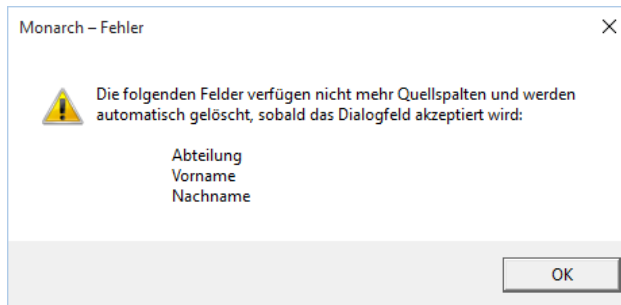 Monarch – Fehler
Die folgenden Felder verfügen nicht mehr Quellspalten und werden
automatisch gelöscht, sobald das Dialogfeld akzeptiert wird:
Abteilung
Vorname
Nachname
OK